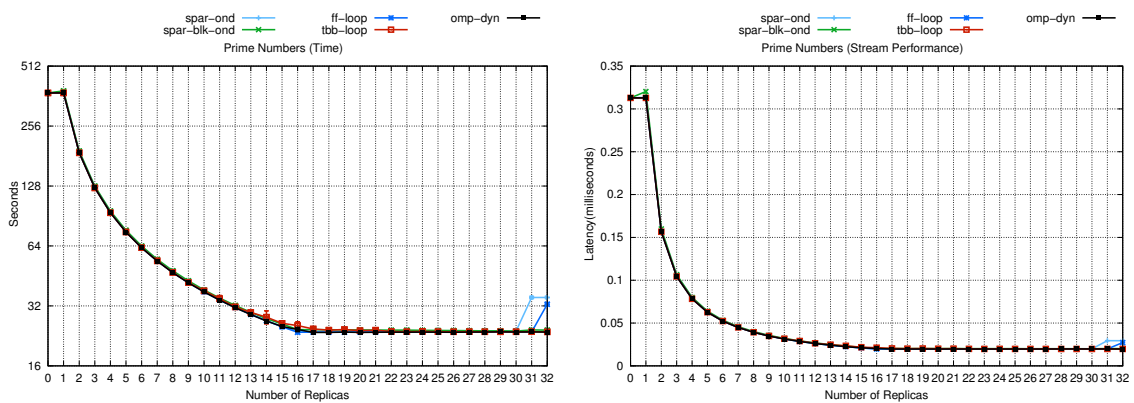 spar-ond ff-loop omp-dyn
spar-blk-ond tbb-loop
Prime Numbers (Time)
512
256
128
64
32
16
Seconds
0 1 2 3 4 5 6 7 8 9 10 11 12 13 14 15 16 17 18 19 20 21 22 23 24 25 26 27 28 29 30 31 32
Number of Replicas
spar-ond ff-loop omp-dyn
spar-blk-ond tbb-loop
Prime Numbers (Stream Performance)
0.35
0.3
0.25
0.2
0.15
0.1
0.05
0
Latency(milliseconds)
0 1 2 3 4 5 6 7 8 9 10 11 12 13 14 15 16 17 18 19 20 21 22 23 24 25 26 27 28 29 30 31 32
Number of Replicas